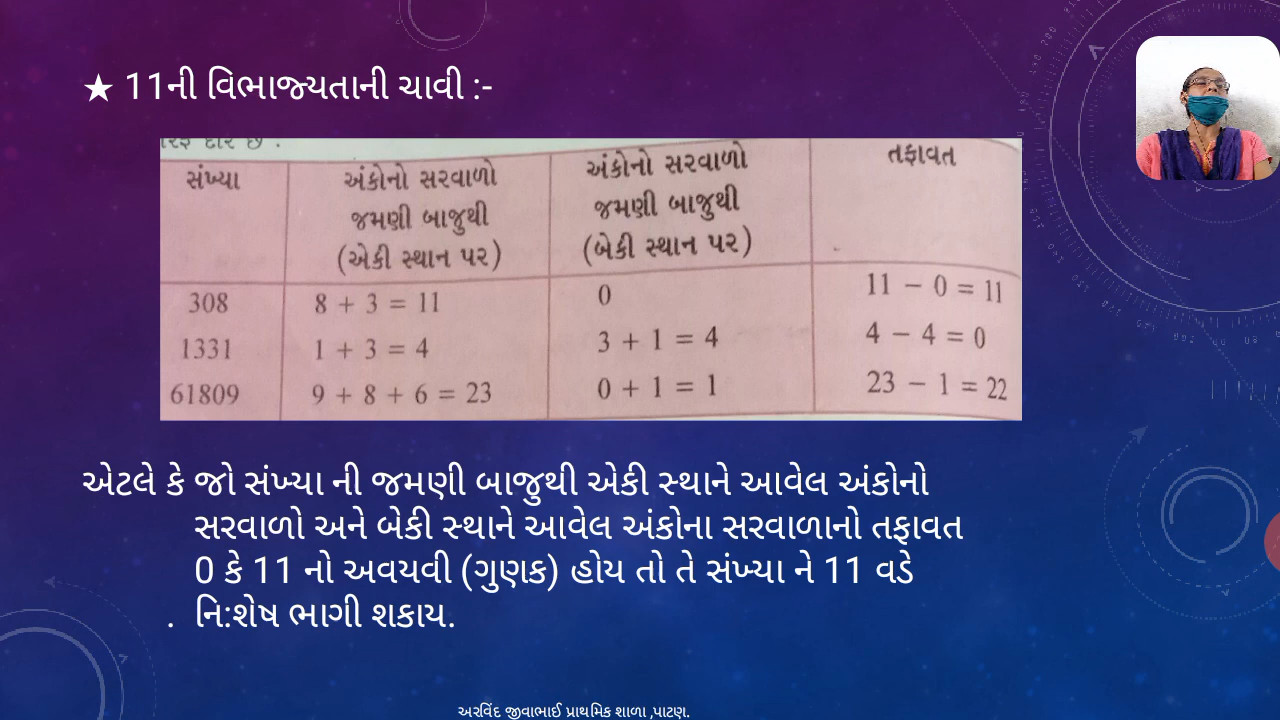 ★ 11ની વિભાજ્યતાની ચાવી :-
સંખ્યા | અંકોનો સરવાળો જમણી બાજુથી (એકી સ્થાન પર) | અંકોનો સરવાળો જમણી બાજુથી (બેકી સ્થાન પર) | તફાવત
308 | 8 + 3 = 11 | 0 | 11 − 0 = 11
1331 | 1 + 3 = 4 | 3 + 1 = 4 | 4 − 4 = 0
61809 | 9 + 8 + 6 = 23 | 0 + 1 = 1 | 23 − 1 = 22
એટલે કે જો સંખ્યા ની જમણી બાજુથી એકી સ્થાને આવેલ અંકોનો
સરવાળો અને બેકી સ્થાને આવેલ અંકોના સરવાળાનો તફાવત
0 કે 11 નો અવયવી (ગુણક) હોય તો તે સંખ્યા ને 11 વડે
. નિ:શેષ ભાગી શકાય.
અરવિંદ જીવાભાઈ પ્રાથમિક શાળા ,પાટણ.